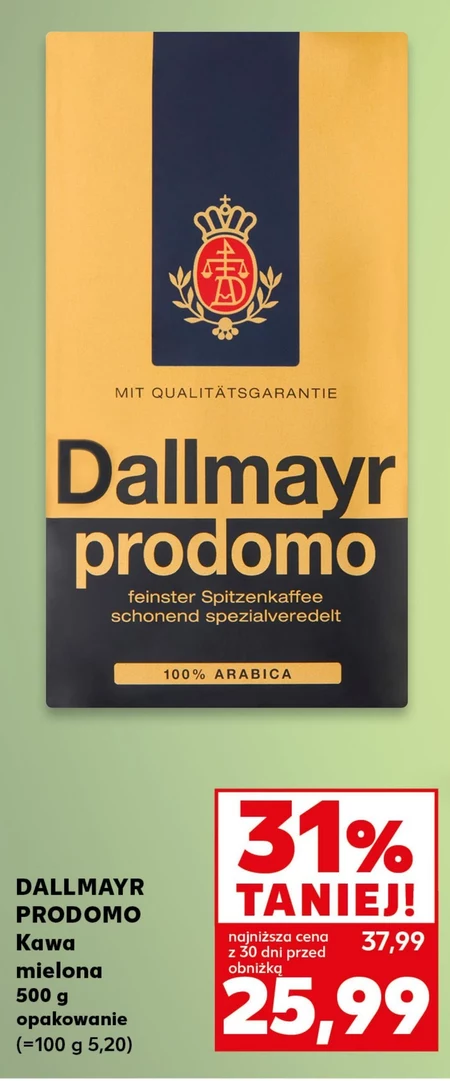 MIT QUALITÄTSGARANTIE
Dallmayr
prodomo
feinster Spitzenkaffee
schonend spezialveredelt
100% ARABICA
31%
TANIEJ!
najniższa cena
z 30 dni przed
obniżką
37,99
25,99
DALLMAYR
PRODOMO
Kawa
mielona
500 g
opakowanie
(=100 g 5,20)